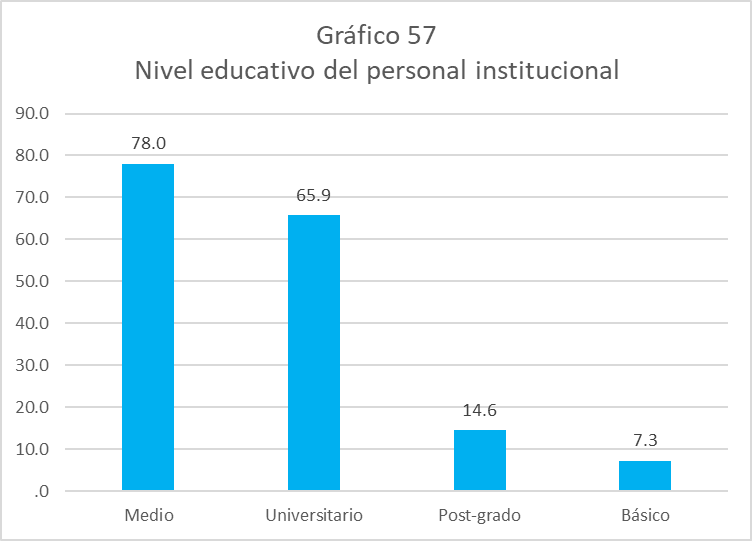 Gráfico 57
Nivel educativo del personal institucional
90.0
80.0
70.0
60.0
50.0
40.0
30.0
20.0
10.0
.0
78.0
65.9
14.6
7.3
Medio
Universitario
Post-grado
Básico